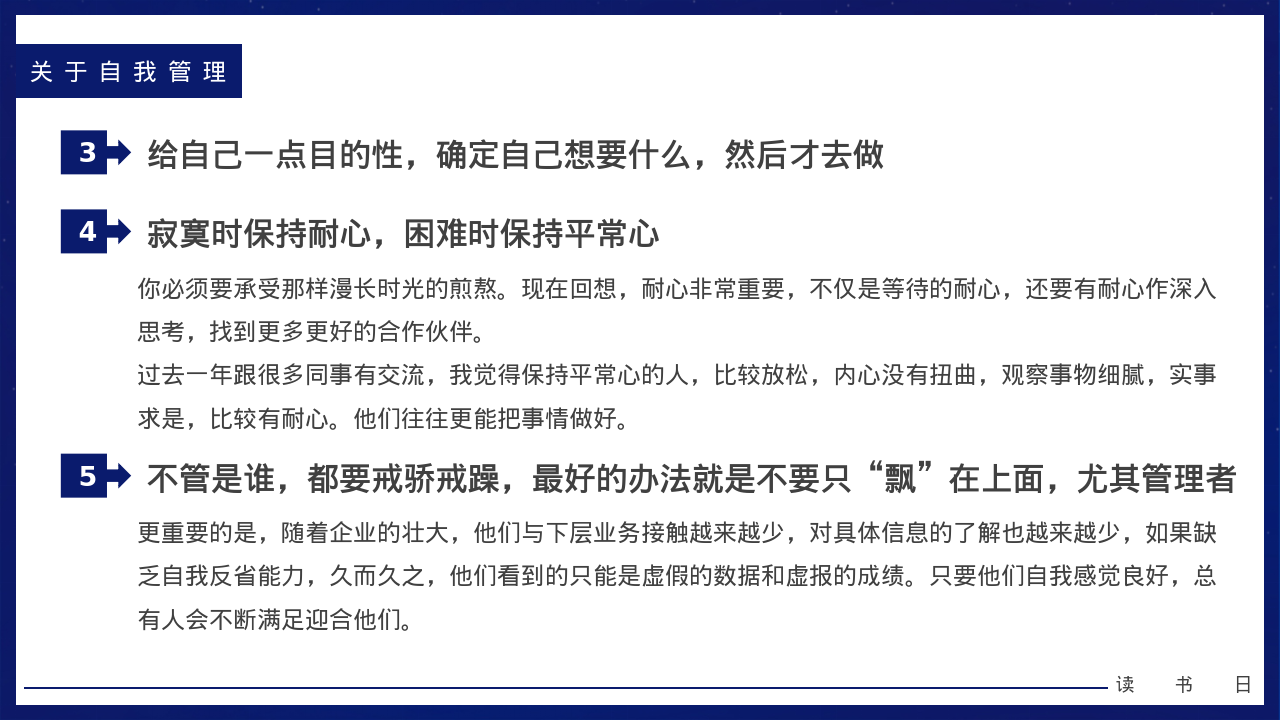 关于自我管理
3 给自己一点目的性，确定自己想要什么，然后才去做
4 寂寞时保持耐心，困难时保持平常心
你必须要承受那样漫长时光的煎熬。现在回想，耐心非常重要，不仅是等待的耐心，还要有耐心作深入
思考，找到更多更好的合作伙伴。
过去一年跟很多同事有交流，我觉得保持平常心的人，比较放松，内心没有扭曲，观察事物细腻，实事
求是，比较有耐心。他们往往更能把事情做好。
5 不管是谁，都要戒骄戒躁，最好的办法就是不要只“飘”在上面，尤其管理者
更重要的是，随着企业的壮大，他们与下层业务接触越来越少，对具体信息的了解也越来越少，如果缺
乏自我反省能力，久而久之，他们看到的只能是虚假的数据和虚报的成绩。只要他们自我感觉良好，总
有人会不断满足迎合他们。
读书日